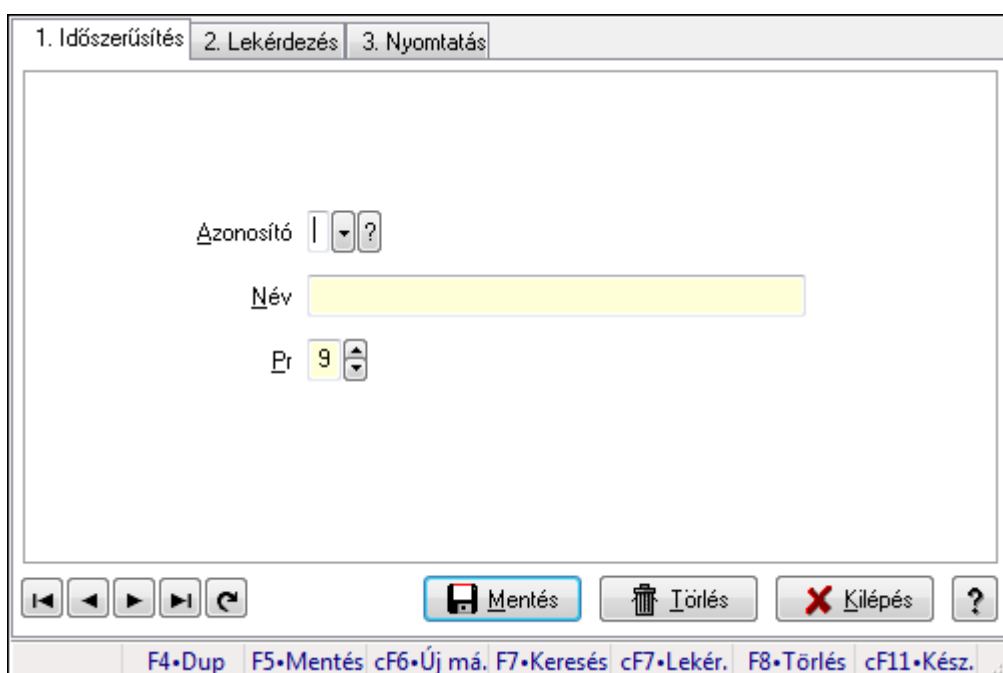 1. Időszerűsítés 2. Lekérdezés 3. Nyomtatás
Azonosító ?
Név
Pr 9
Mentés Törlés Kilépés ?
F4•Dup F5•Mentés cF6•Új má. F7•Keresés cF7•Lekér. F8•Törlés cF11•Kész.